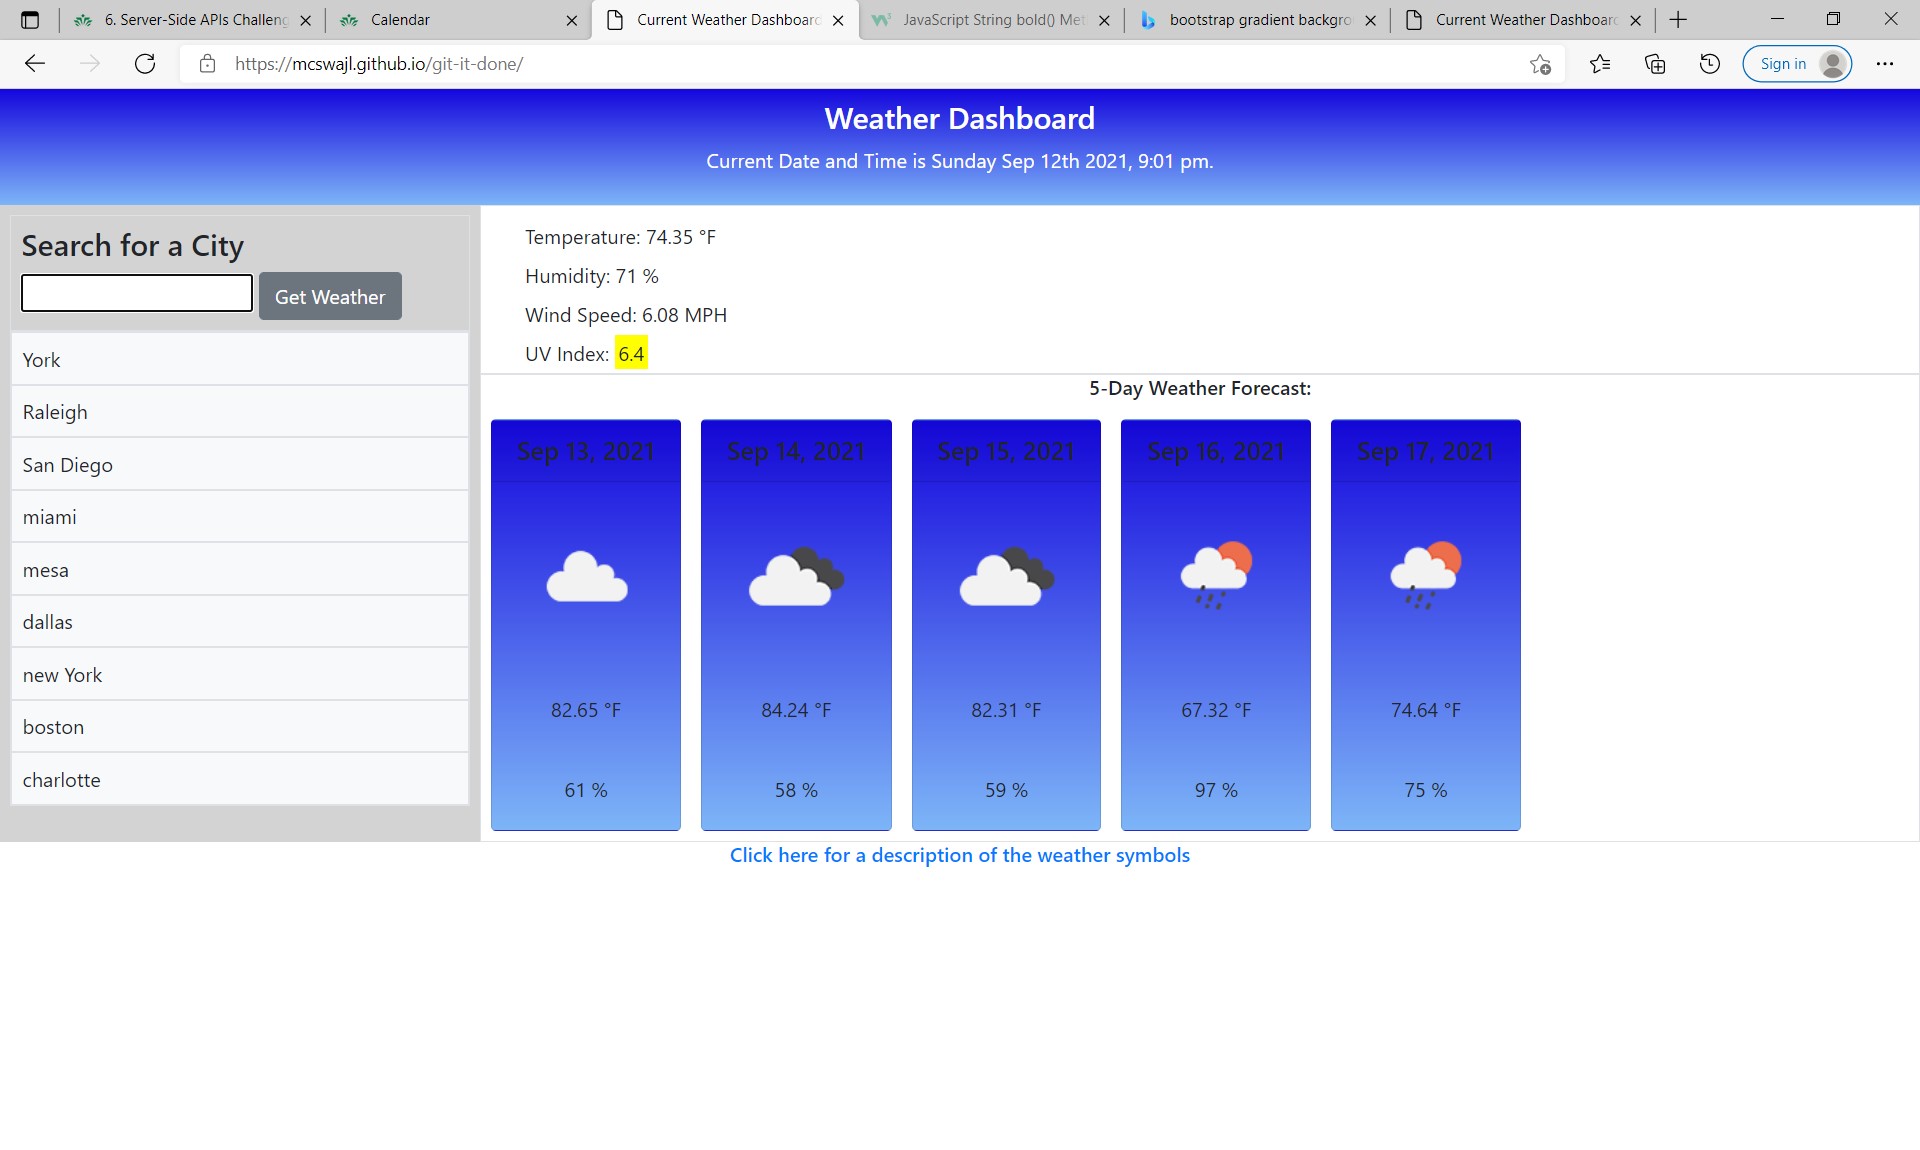 6. Server-Side APIs Challeng
Calendar
Current Weather Dashboard
JavaScript String bold() Met
bootstrap gradient backgro
Current Weather Dashboard
https://mcswajl.github.io/git-it-done/
Sign in
Weather Dashboard
Current Date and Time is Sunday Sep 12th 2021, 9:01 pm.
Search for a City
Get Weather
York
Raleigh
San Diego
miami
mesa
dallas
new York
boston
charlotte
Temperature: 74.35 °F
Humidity: 71 %
Wind Speed: 6.08 MPH
UV Index: 6.4
5-Day Weather Forecast:
Sep 13, 2021 Sep 14, 2021 Sep 15, 2021 Sep 16, 2021 Sep 17, 2021
82.65 °F 84.24 °F 82.31 °F 67.32 °F 74.64 °F
61 % 58 % 59 % 97 % 75 %
Click here for a description of the weather symbols